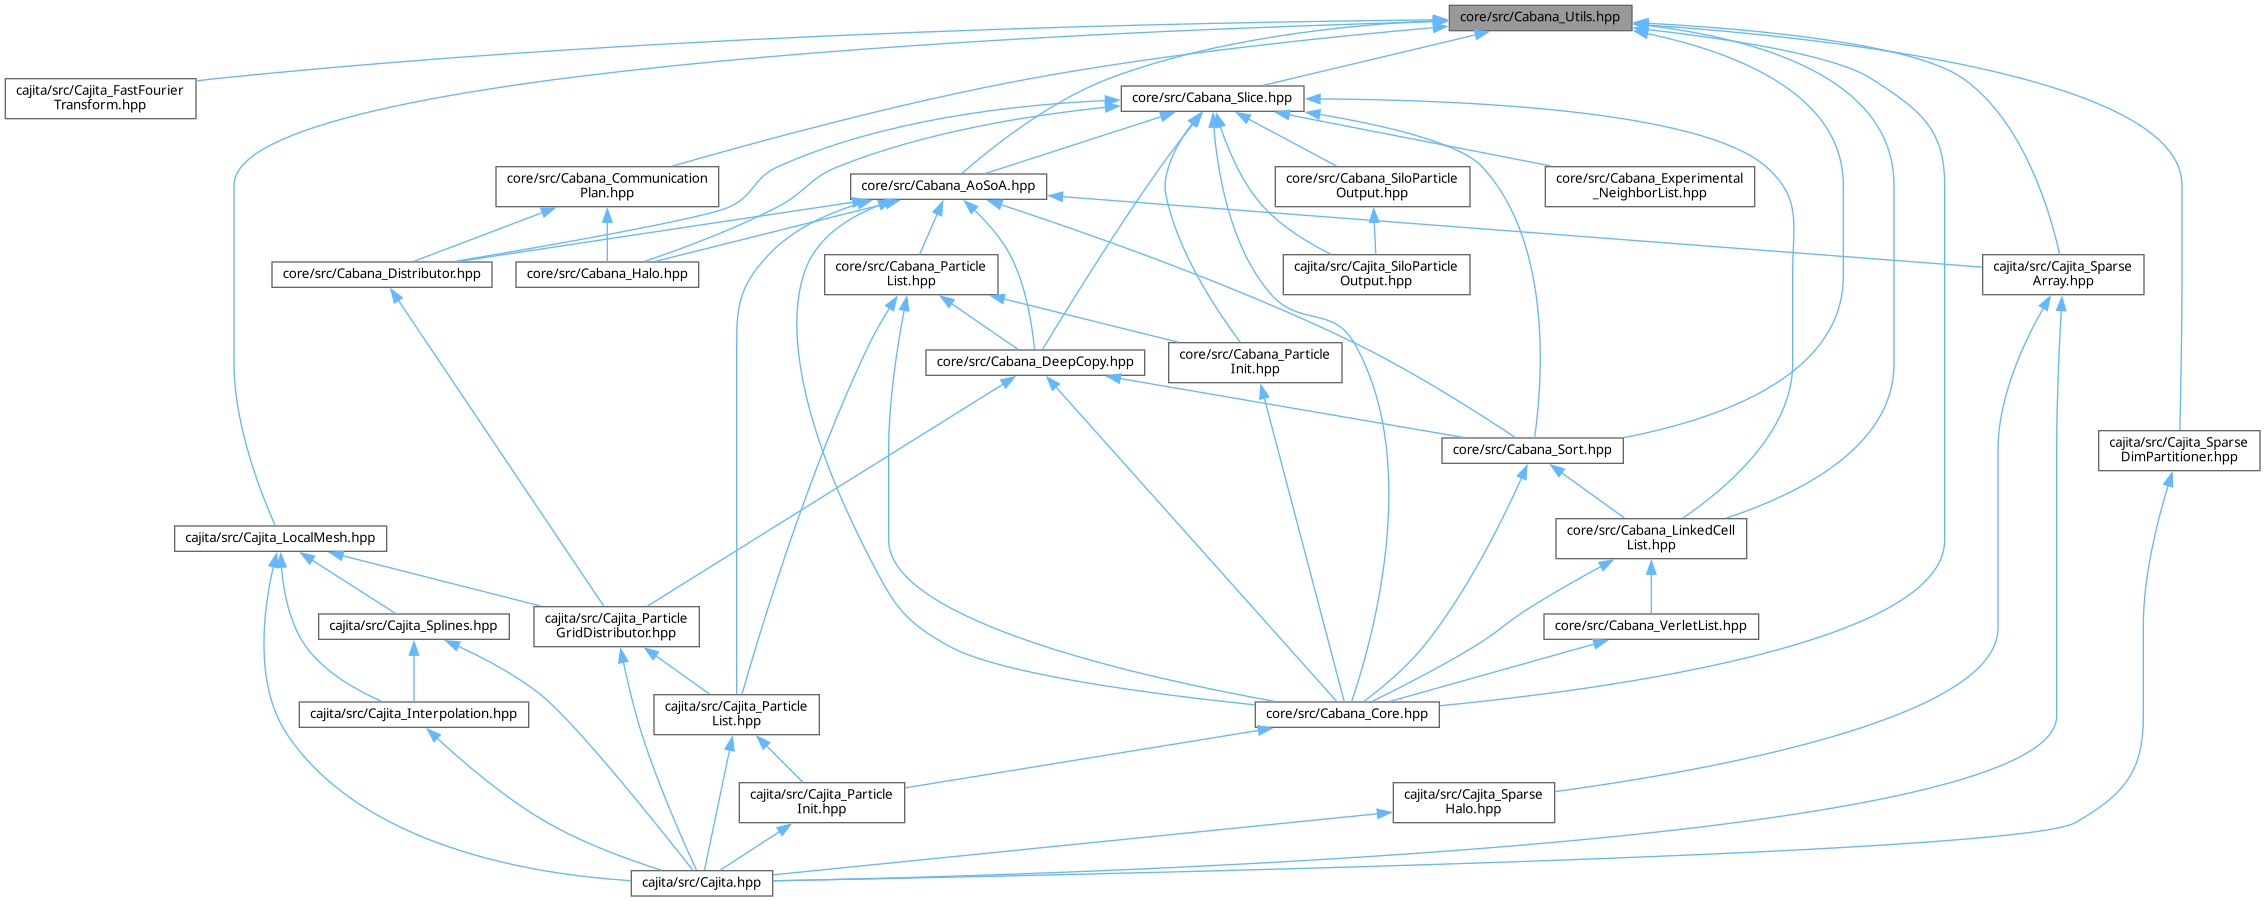 core/src/Cabana_Utils.hpp
cajita/src/Cajita_FastFourier
Transform.hpp
core/src/Cabana_Slice.hpp
core/src/Cabana_Communication
Plan.hpp
core/src/Cabana_AoSoA.hpp
core/src/Cabana_SiloParticle
Output.hpp
core/src/Cabana_Experimental
_NeighborList.hpp
core/src/Cabana_Distributor.hpp
core/src/Cabana_Halo.hpp
core/src/Cabana_Particle
List.hpp
cajita/src/Cajita_SiloParticle
Output.hpp
cajita/src/Cajita_Sparse
Array.hpp
core/src/Cabana_DeepCopy.hpp
core/src/Cabana_Particle
Init.hpp
core/src/Cabana_Sort.hpp
cajita/src/Cajita_Sparse
DimPartitioner.hpp
cajita/src/Cajita_LocalMesh.hpp
core/src/Cabana_LinkedCell
List.hpp
cajita/src/Cajita_Splines.hpp
cajita/src/Cajita_Particle
GridDistributor.hpp
core/src/Cabana_VerletList.hpp
cajita/src/Cajita_Interpolation.hpp
cajita/src/Cajita_Particle
List.hpp
core/src/Cabana_Core.hpp
cajita/src/Cajita_Particle
Init.hpp
cajita/src/Cajita_Sparse
Halo.hpp
cajita/src/Cajita.hpp